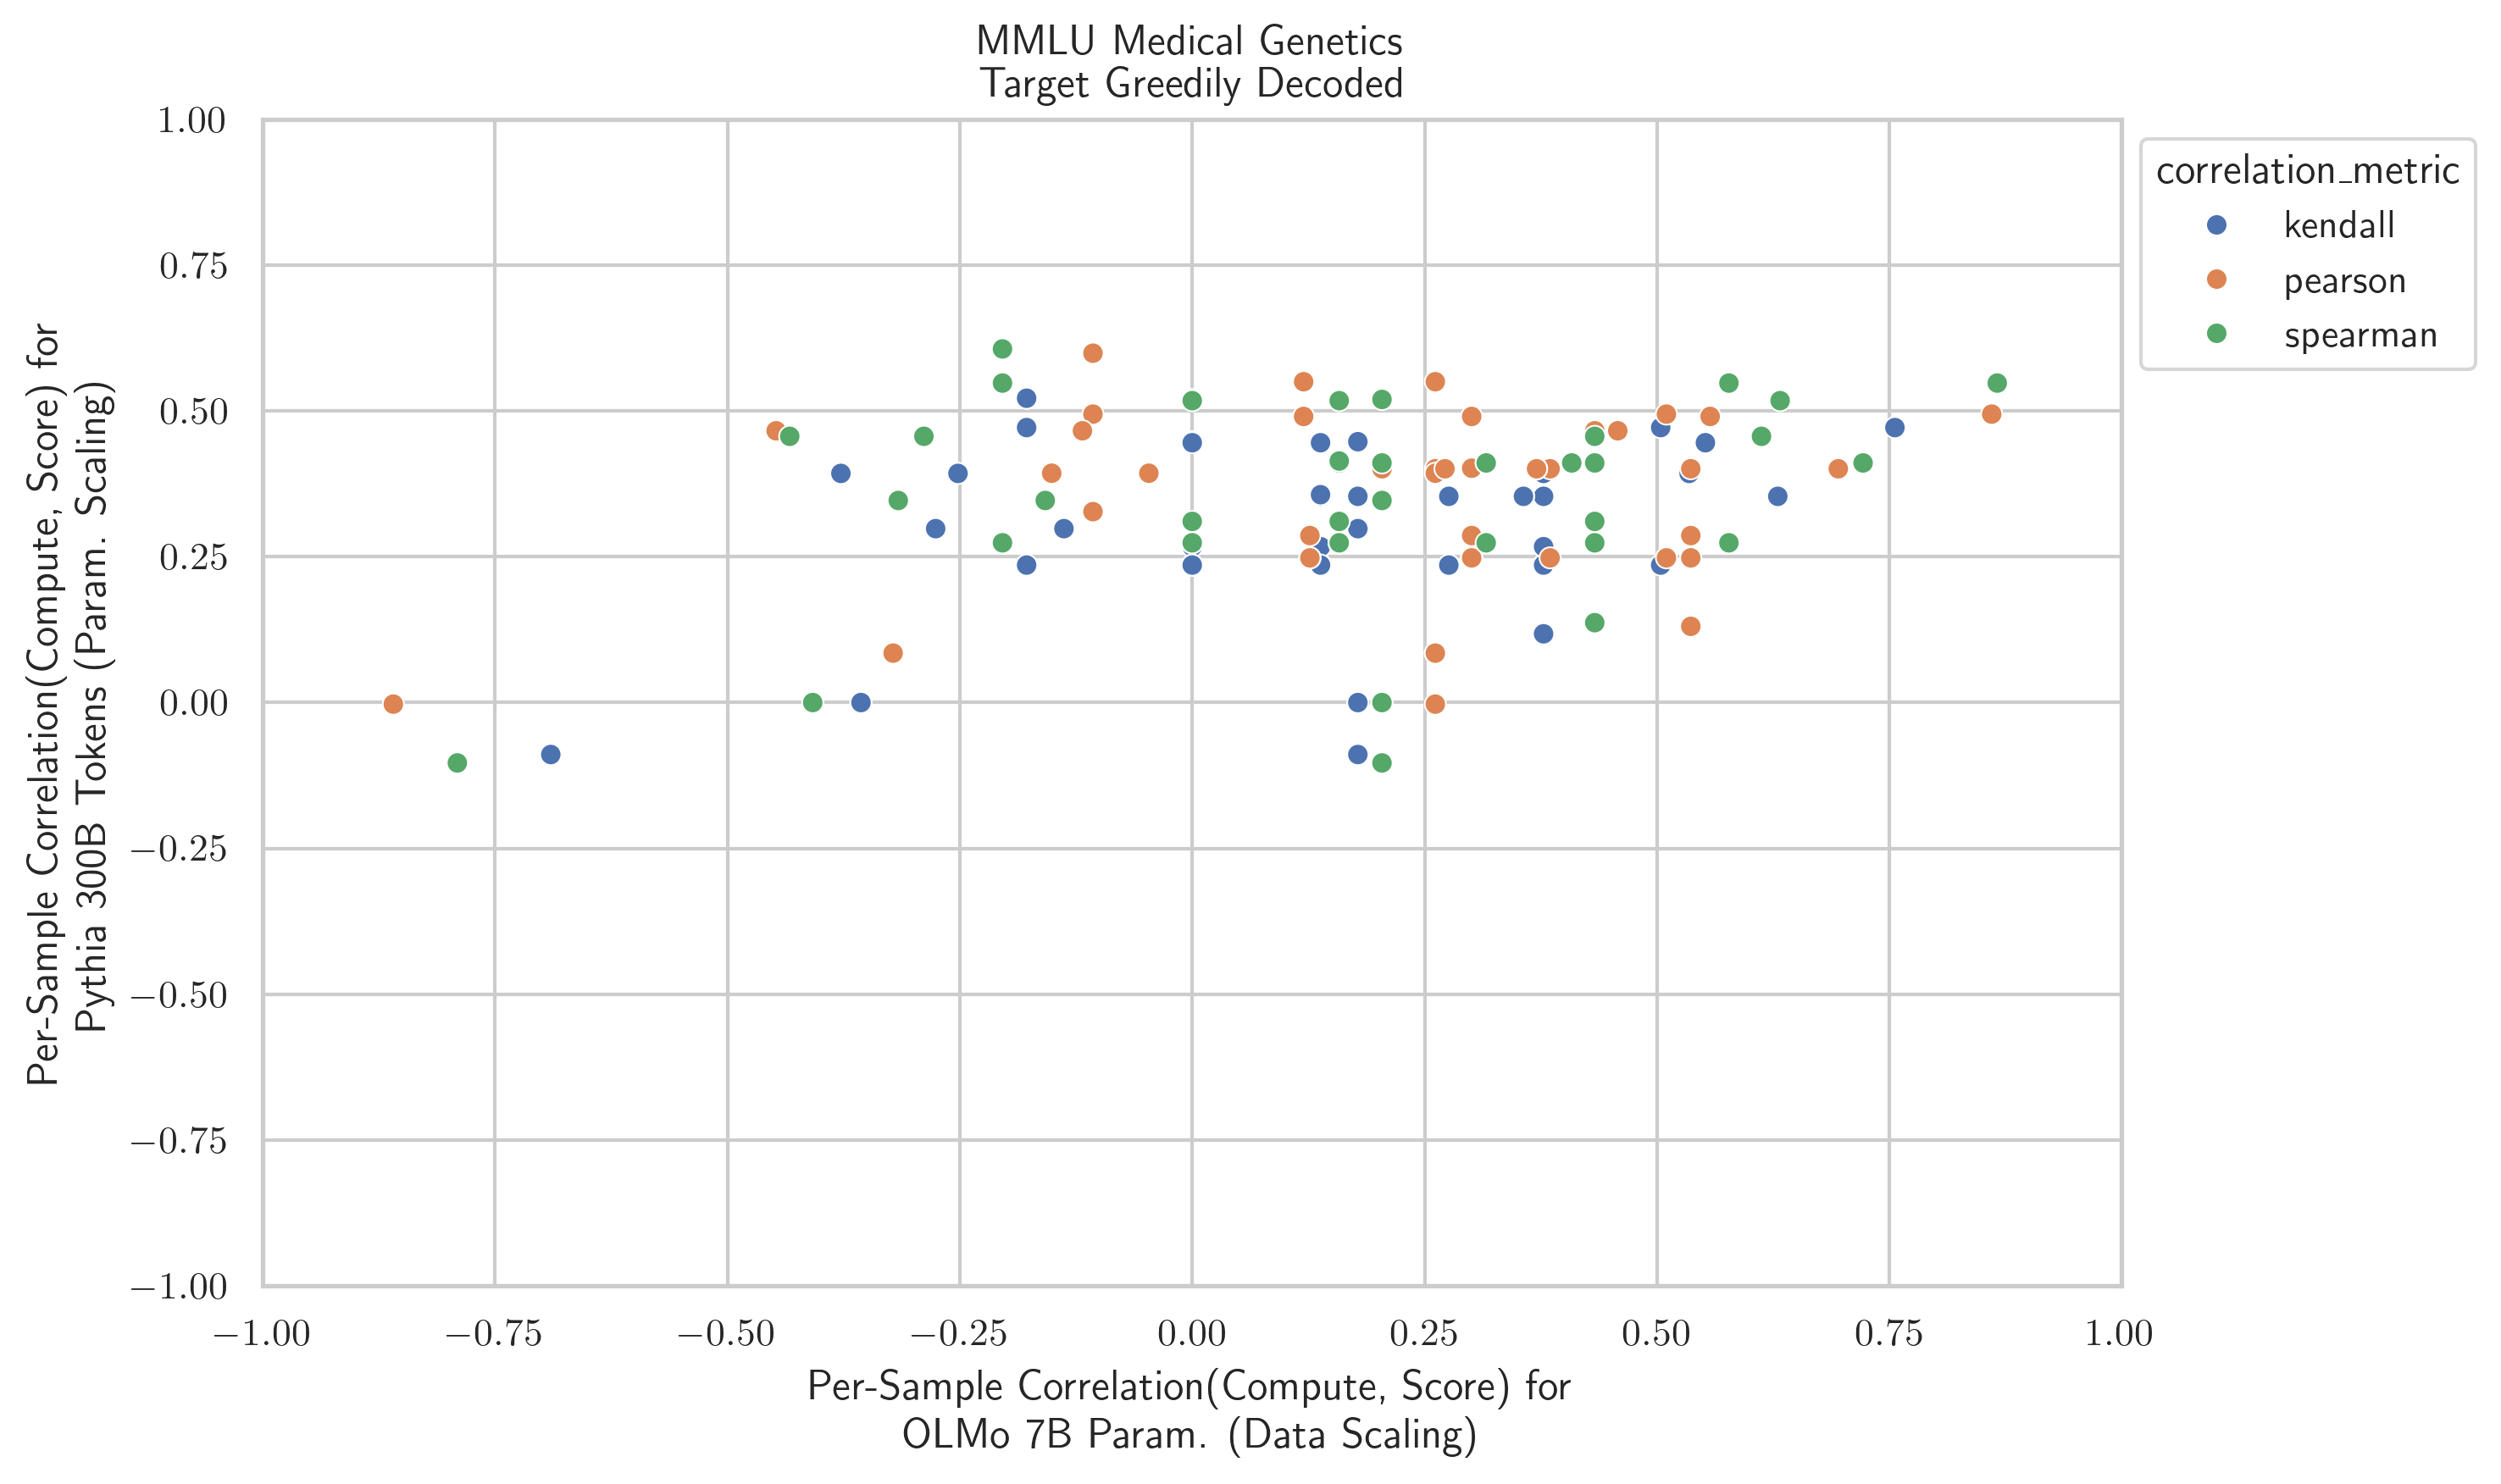 MMLU Medical Genetics
Target Greedily Decoded
1.00
0.75
0.50
0.25
0.00
−0.25
−0.50
−0.75
−1.00
Per-Sample Correlation(Compute, Score) for
Pythia 300B Tokens (Param. Scaling)
correlation_metric
kendall
pearson
spearman
−1.00 −0.75 −0.50 −0.25 0.00 0.25 0.50 0.75 1.00
Per-Sample Correlation(Compute, Score) for
OLMo 7B Param. (Data Scaling)